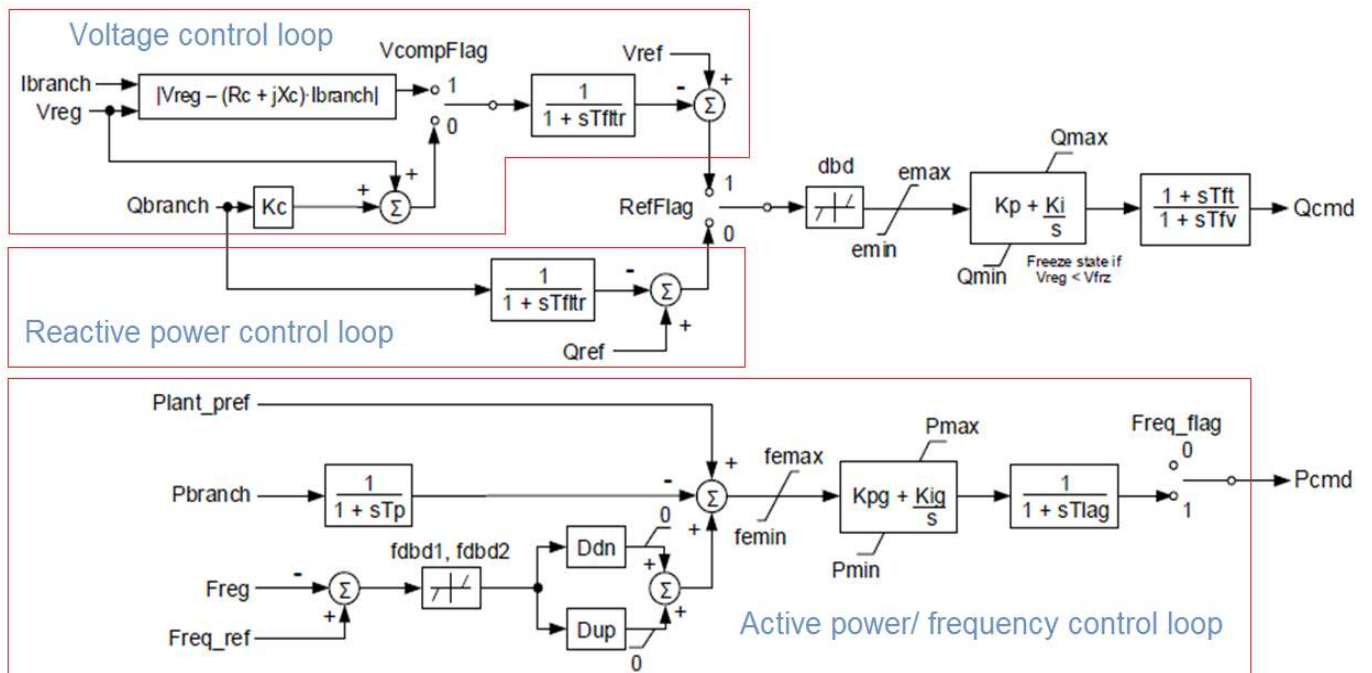 Voltage control loop
VcompFlag
Vref
Ibranch
|Vreg – (Rc + jXc)·Ibranch|
1
+
Vreg
1
1 + sTfltr
-
Σ
0
Qmax
dbd
emax
+
1
Qbranch
Kc
+
Σ
RefFlag
Kp + Ki
s
1 + sTft
1 + sTfv
Qcmd
0
emin
Qmin
Freeze state if
Vreg < Vfrz
1
1 + sTfltr
-
Σ
Reactive power control loop
+
Qref
Plant_pref
Pmax
Freq_flag
+
femax
0
Pbranch
1
1 + sTp
-
Σ
Kpg + Kig
s
1
1 + sTlag
Pcmd
0
+
femin
1
fdbd1, fdbd2
Ddn
Pmin
+
Freg
-
Σ
Σ
+
+
Dup
Active power/ frequency control loop
Freq_ref
0